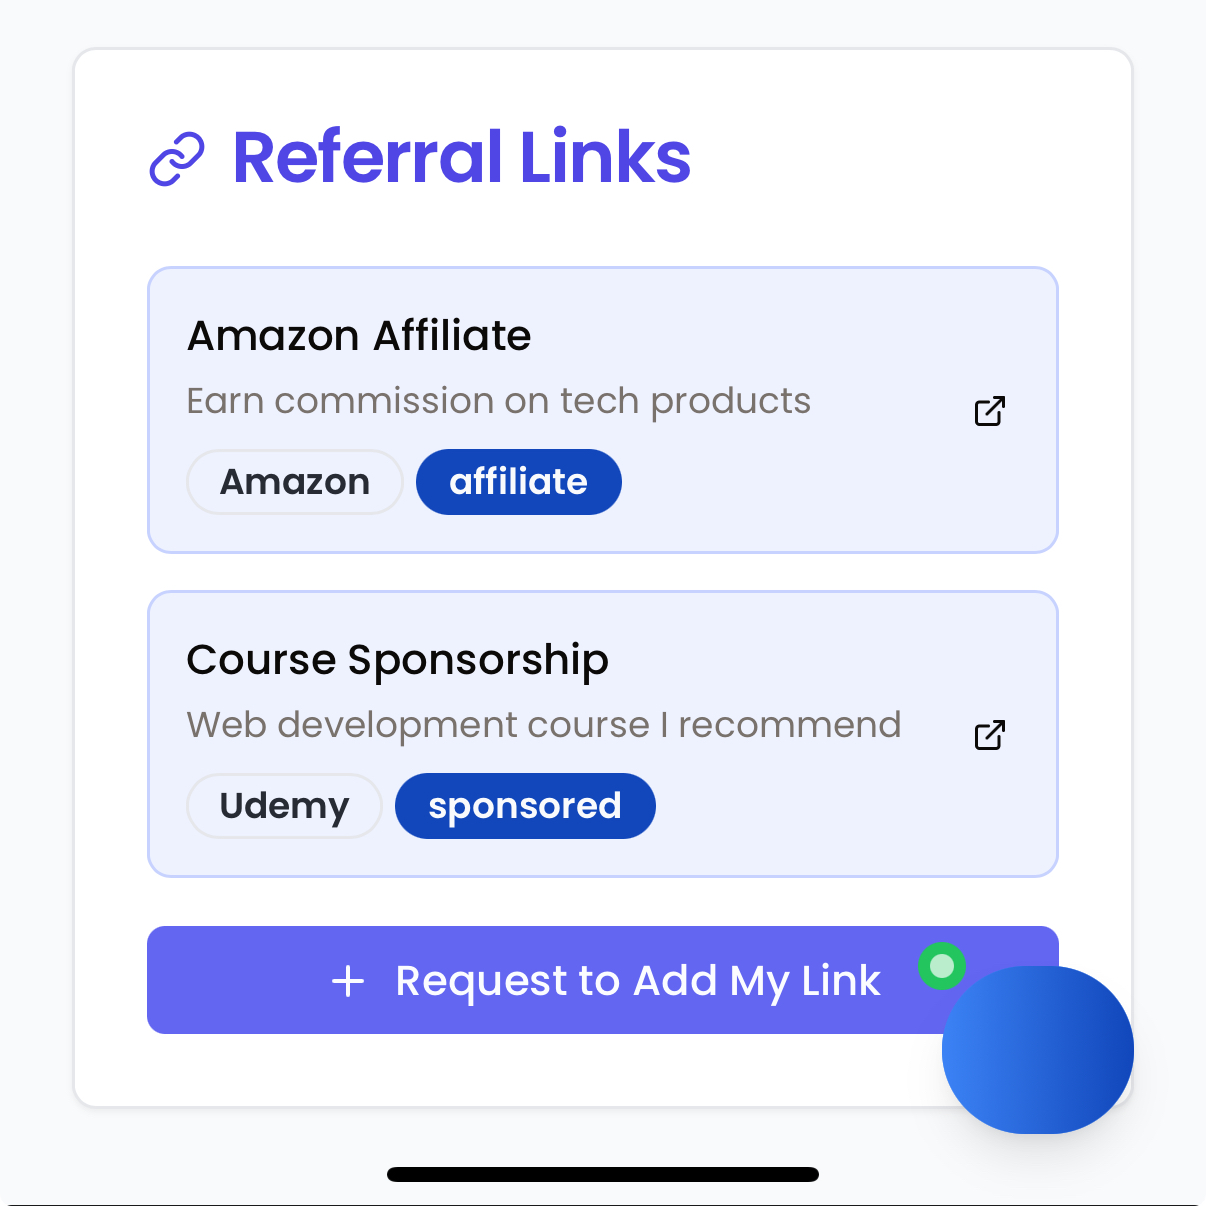 Referral Links
Amazon Affiliate
Earn commission on tech products
Amazon affiliate
Course Sponsorship
Web development course I recommend
Udemy sponsored
Request to Add My Link